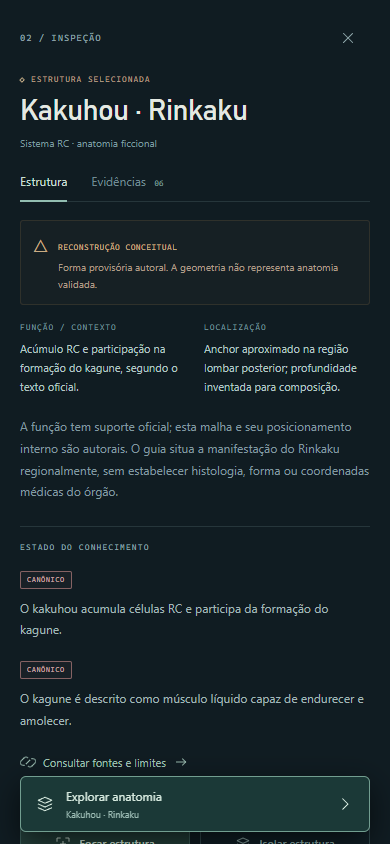 02 / INSPEÇÃO
ESTRUTURA SELECIONADA
Kakuhou · Rinkaku
Sistema RC · anatomia ficcional
Estrutura
Evidências 06
RECONSTRUÇÃO CONCEITUAL
Forma provisória autoral. A geometria não representa anatomia
validada.
FUNÇÃO / CONTEXTO
Acúmulo RC e participação na
formação do kagune, segundo o
texto oficial.
LOCALIZAÇÃO
Anchor aproximado na região
lombar posterior; profundidade
inventada para composição.
A função tem suporte oficial; esta malha e seu posicionamento
interno são autorais. O guia situa a manifestação do Rinkaku
regionalmente, sem estabelecer histologia, forma ou coordenadas
médicas do órgão.
ESTADO DO CONHECIMENTO
CANÔNICO
O kakuhou acumula células RC e participa da formação do
kagune.
CANÔNICO
O kagune é descrito como músculo líquido capaz de endurecer e
amolecer.
Consultar fontes e limites
Explorar anatomia
Kakuhou · Rinkaku
Focar estrutura
Isolar estrutura